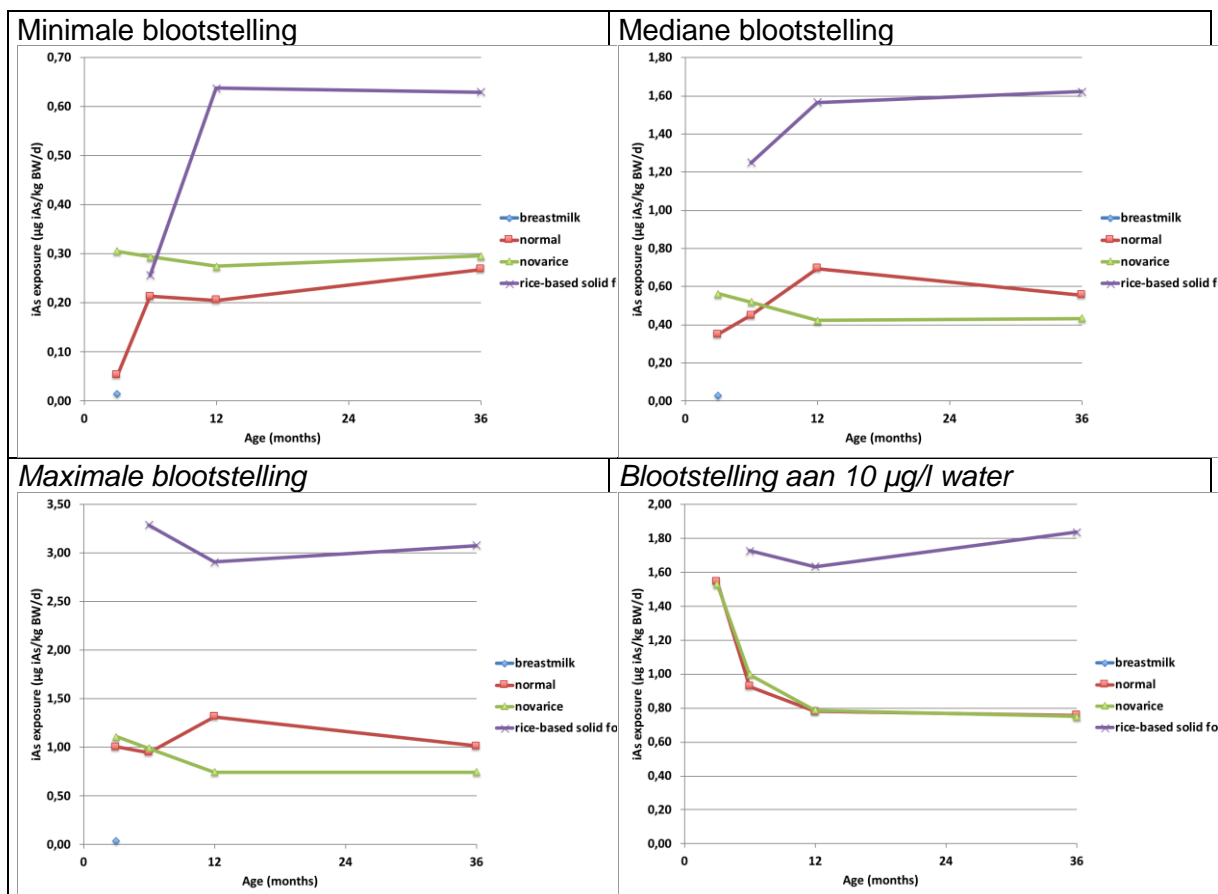 Minimale blootstelling
0,70
0,60
0,50
0,40
0,30
0,20
0,10
0,00
iAs exposure (µg iAs/kg BW/d)
0 12 24 36
Age (months)
breastmilk
normal
novarice
rice-based solid f
Mediane blootstelling
1,80
1,60
1,40
1,20
1,00
0,80
0,60
0,40
0,20
0,00
iAs exposure (µg iAs/kg BW/d)
0 12 24 36
Age (months)
breastmilk
normal
novarice
rice-based solid f
Maximale blootstelling
3,50
3,00
2,50
2,00
1,50
1,00
0,50
0,00
iAs exposure (µg iAs/kg BW/d)
0 12 24 36
Age (months)
breastmilk
normal
novarice
rice-based solid fo
Blootstelling aan 10 µg/l water
2,00
1,80
1,60
1,40
1,20
1,00
0,80
0,60
0,40
0,20
0,00
iAs exposure (µg iAs/kg BW/d)
0 12 24 36
Age (months)
breastmilk
normal
novarice
rice-based solid fo